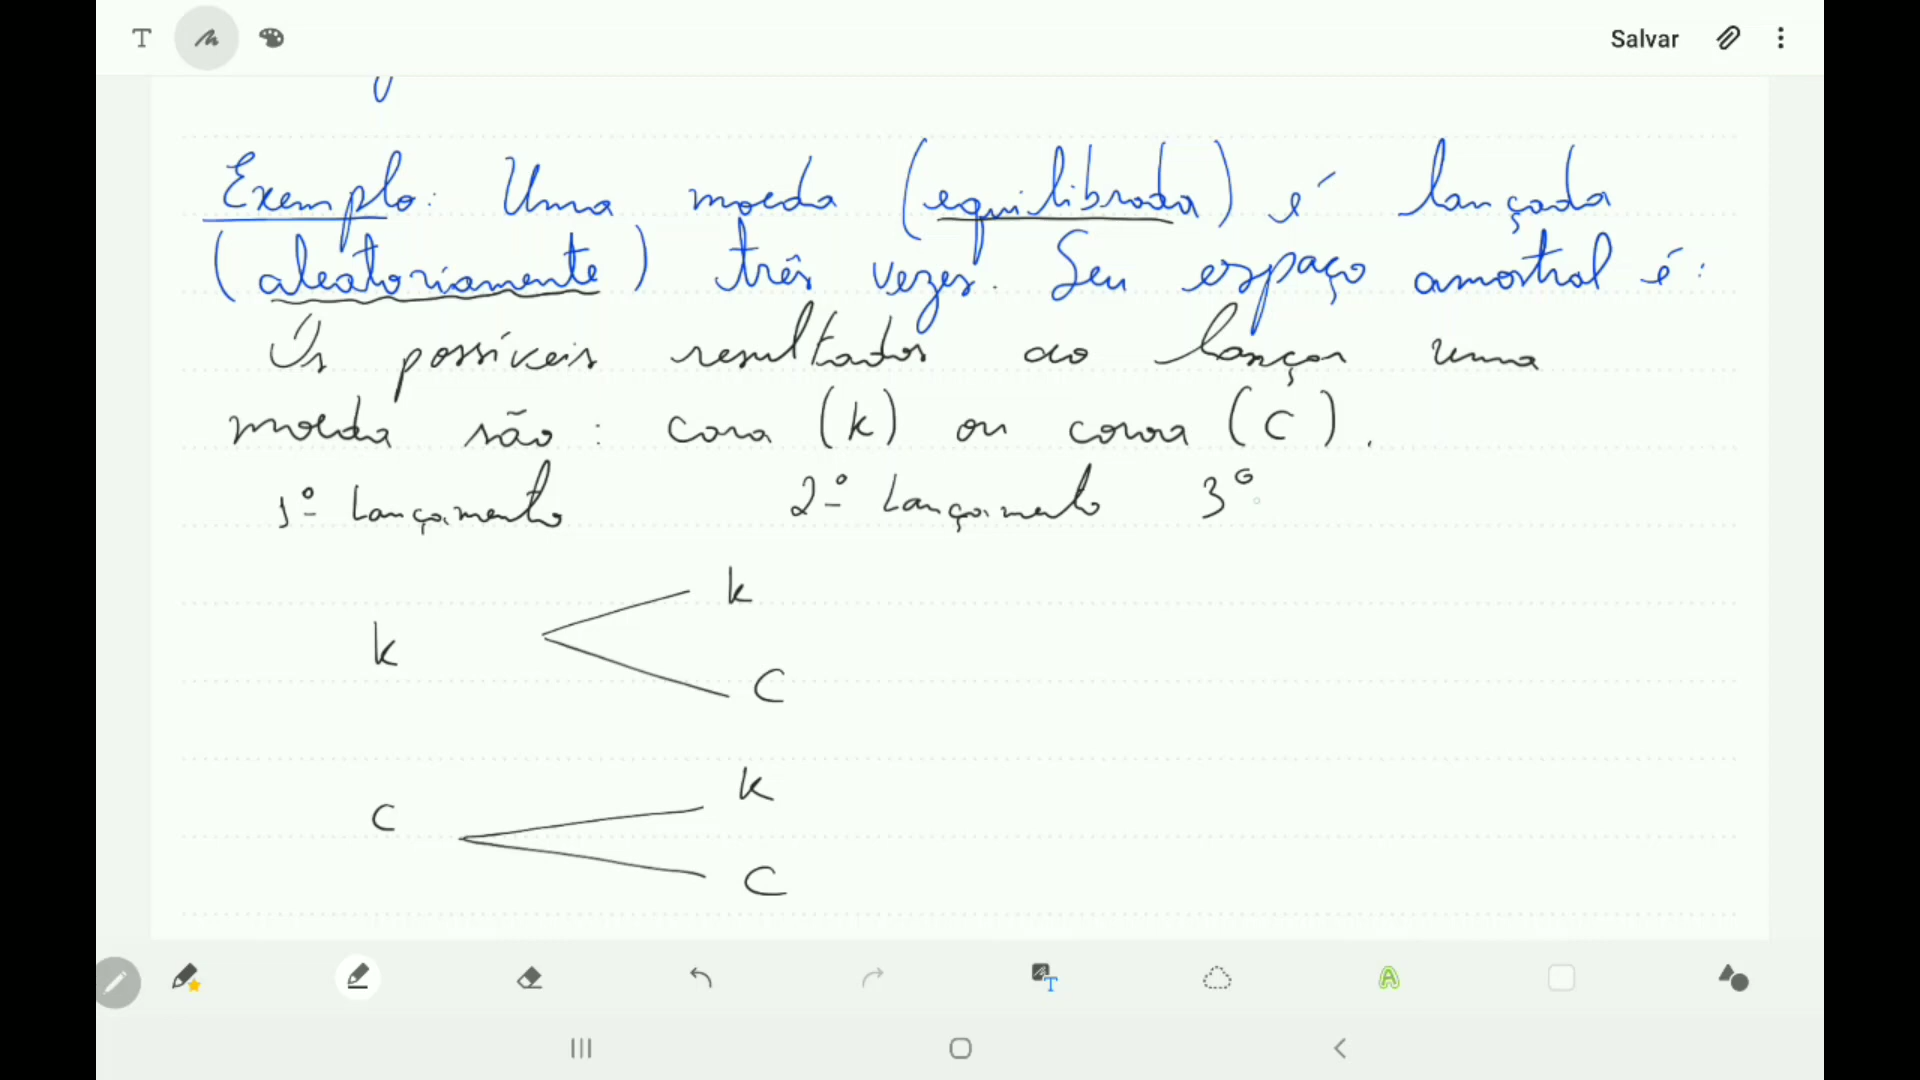 T Salvar
Exemplo: Uma moeda (equilibrada) é lançada
(aleatoriamente) três vezes. Seu espaço amostral é:
Os possíveis resultados ao lançar uma
moeda são: cara (k) ou coroa (C).
1º Lançamento 2º Lançamento 3º
k
k
C
k
C
C